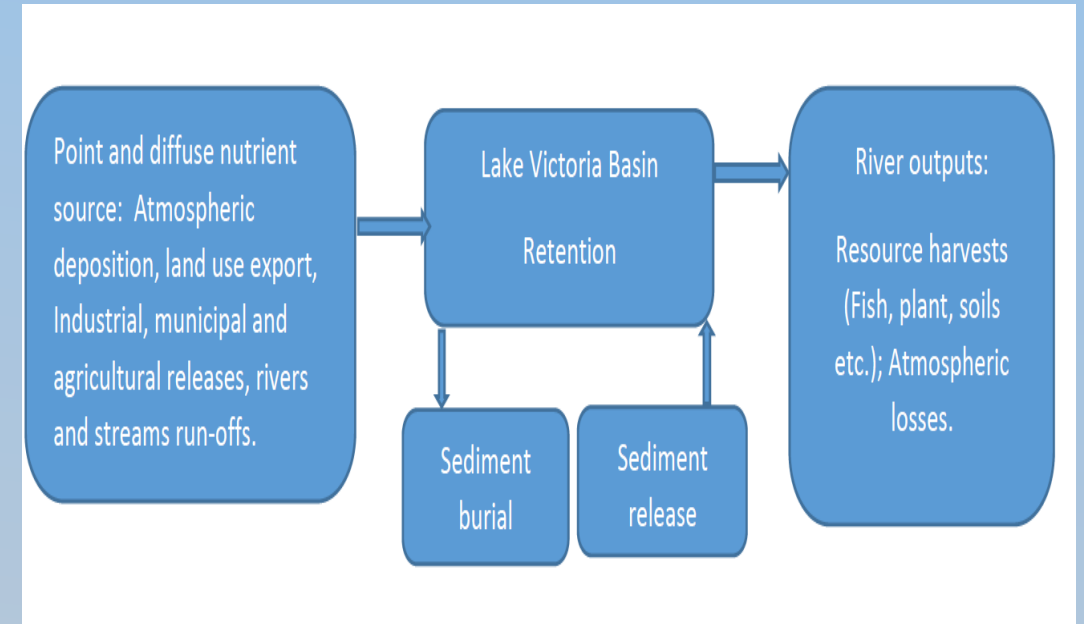 Point and diffuse nutrient
source: Atmospheric
deposition, land use export,
Industrial, municipal and
agricultural releases, rivers
and streams run-offs.
Lake Victoria Basin
Retention
Sediment
burial
Sediment
release
River outputs:
Resource harvests
(Fish, plant, soils
etc.); Atmospheric
losses.